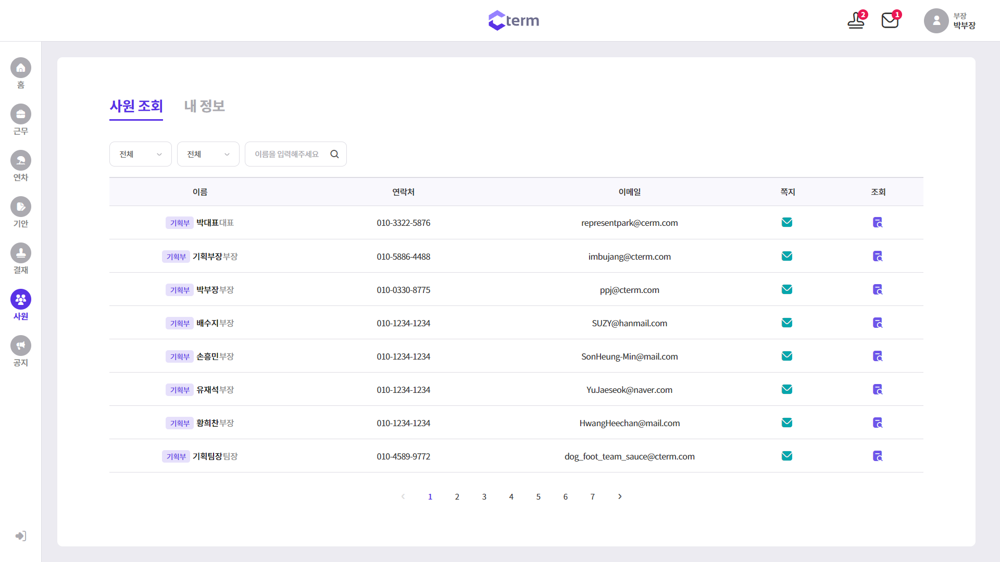 term
2
1
부장
박부장
홈
근무
연차
기안
결재
사원
공지
사원 조회 내 정보
전체 전체 이름을 입력해주세요
이름 연락처 이메일 쪽지 조회
기획부 박대표대표 010-3322-5876 representpark@cerm.com
기획부 기획부장부장 010-5886-4488 imbujang@cterm.com
기획부 박부장부장 010-0330-8775 ppj@cterm.com
기획부 배수지부장 010-1234-1234 SUZY@hanmail.com
기획부 손흥민부장 010-1234-1234 SonHeung-Min@mail.com
기획부 유재석부장 010-1234-1234 YuJaeseok@naver.com
기획부 황희찬부장 010-1234-1234 HwangHeechan@mail.com
기획부 기획팀장팀장 010-4589-9772 dog_foot_team_sauce@cterm.com
1 2 3 4 5 6 7